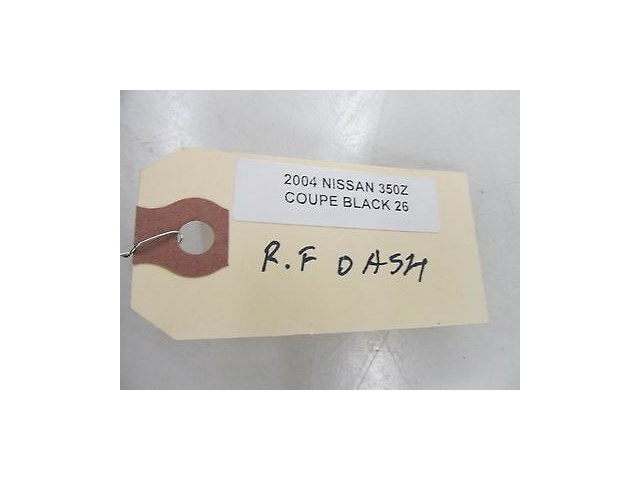 2004 NISSAN 350Z
COUPE BLACK 26
R.F DASH